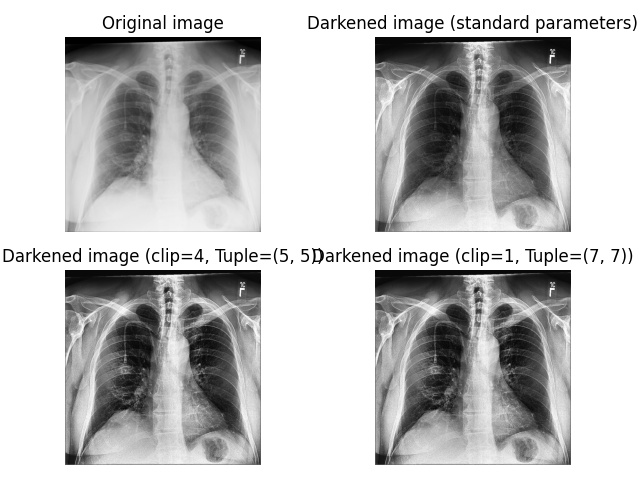 Original image
Darkened image (standard parameters)
Darkened image (clip=4, Tuple=(5, 5))
Darkened image (clip=1, Tuple=(7, 7))